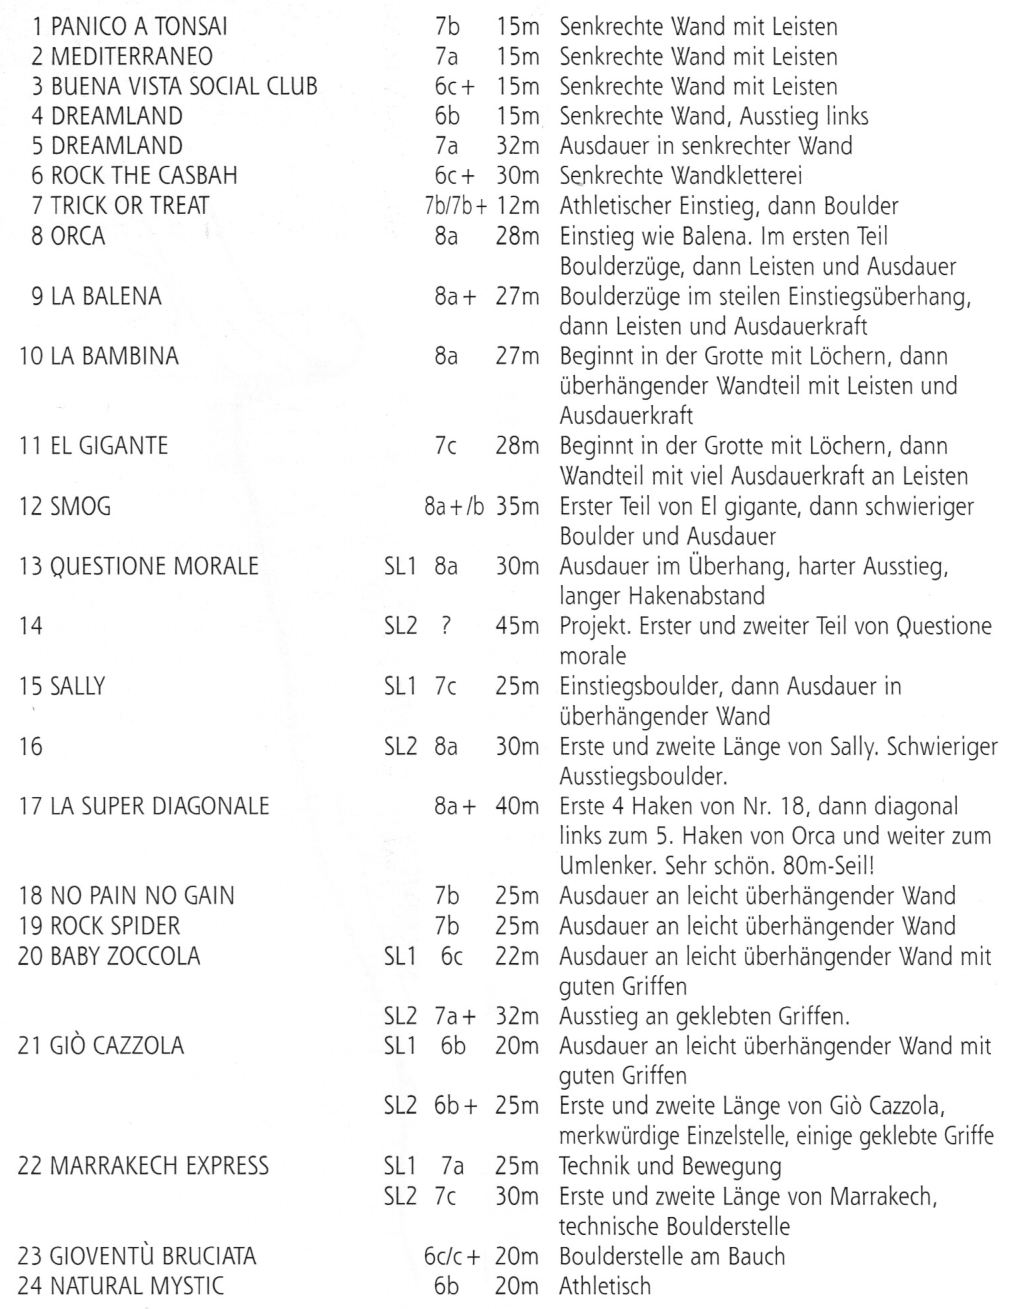 1 PANICO A TONSAI 7b 15m Senkrechte Wand mit Leisten
2 MEDITERRANEO 7a 15m Senkrechte Wand mit Leisten
3 BUENA VISTA SOCIAL CLUB 6c+ 15m Senkrechte Wand mit Leisten
4 DREAMLAND 6b 15m Senkrechte Wand, Ausstieg links
5 DREAMLAND 7a 32m Ausdauer in senkrechter Wand
6 ROCK THE CASBAH 6c+ 30m Senkrechte Wandkletterei
7 TRICK OR TREAT 7b/7b+ 12m Athletischer Einstieg, dann Boulder
8 ORCA 8a 28m Einstieg wie Balena. Im ersten Teil
Boulderzüge, dann Leisten und Ausdauer
9 LA BALENA 8a+ 27m Boulderzüge im steilen Einstiegsüberhang,
dann Leisten und Ausdauerkraft
10 LA BAMBINA 8a 27m Beginnt in der Grotte mit Löchern, dann
überhängender Wandteil mit Leisten und
Ausdauerkraft
11 EL GIGANTE 7c 28m Beginnt in der Grotte mit Löchern, dann
Wandteil mit viel Ausdauerkraft an Leisten
12 SMOG 8a+/b 35m Erster Teil von El gigante, dann schwieriger
Boulder und Ausdauer
13 QUESTIONE MORALE SL1 8a 30m Ausdauer im Überhang, harter Ausstieg,
langer Hakenabstand
14 SL2 ? 45m Projekt. Erster und zweiter Teil von Questione
morale
15 SALLY SL1 7c 25m Einstiegsboulder, dann Ausdauer in
überhängender Wand
16 SL2 8a 30m Erste und zweite Länge von Sally. Schwieriger
Ausstiegsboulder.
17 LA SUPER DIAGONALE 8a+ 40m Erste 4 Haken von Nr. 18, dann diagonal
links zum 5. Haken von Orca und weiter zum
Umlenker. Sehr schön. 80m-Seil!
18 NO PAIN NO GAIN 7b 25m Ausdauer an leicht überhängender Wand
19 ROCK SPIDER 7b 25m Ausdauer an leicht überhängender Wand
20 BABY ZOCCOLA SL1 6c 22m Ausdauer an leicht überhängender Wand mit
guten Griffen
SL2 7a+ 32m Ausstieg an geklebten Griffen.
21 GIÒ CAZZOLA SL1 6b 20m Ausdauer an leicht überhängender Wand mit
guten Griffen
SL2 6b+ 25m Erste und zweite Länge von Giò Cazzola,
merkwürdige Einzelstelle, einige geklebte Griffe
22 MARRAKECH EXPRESS SL1 7a 25m Technik und Bewegung
SL2 7c 30m Erste und zweite Länge von Marrakech,
technische Boulderstelle
23 GIOVENTÙ BRUCIATA 6c/c+ 20m Boulderstelle am Bauch
24 NATURAL MYSTIC 6b 20m Athletisch